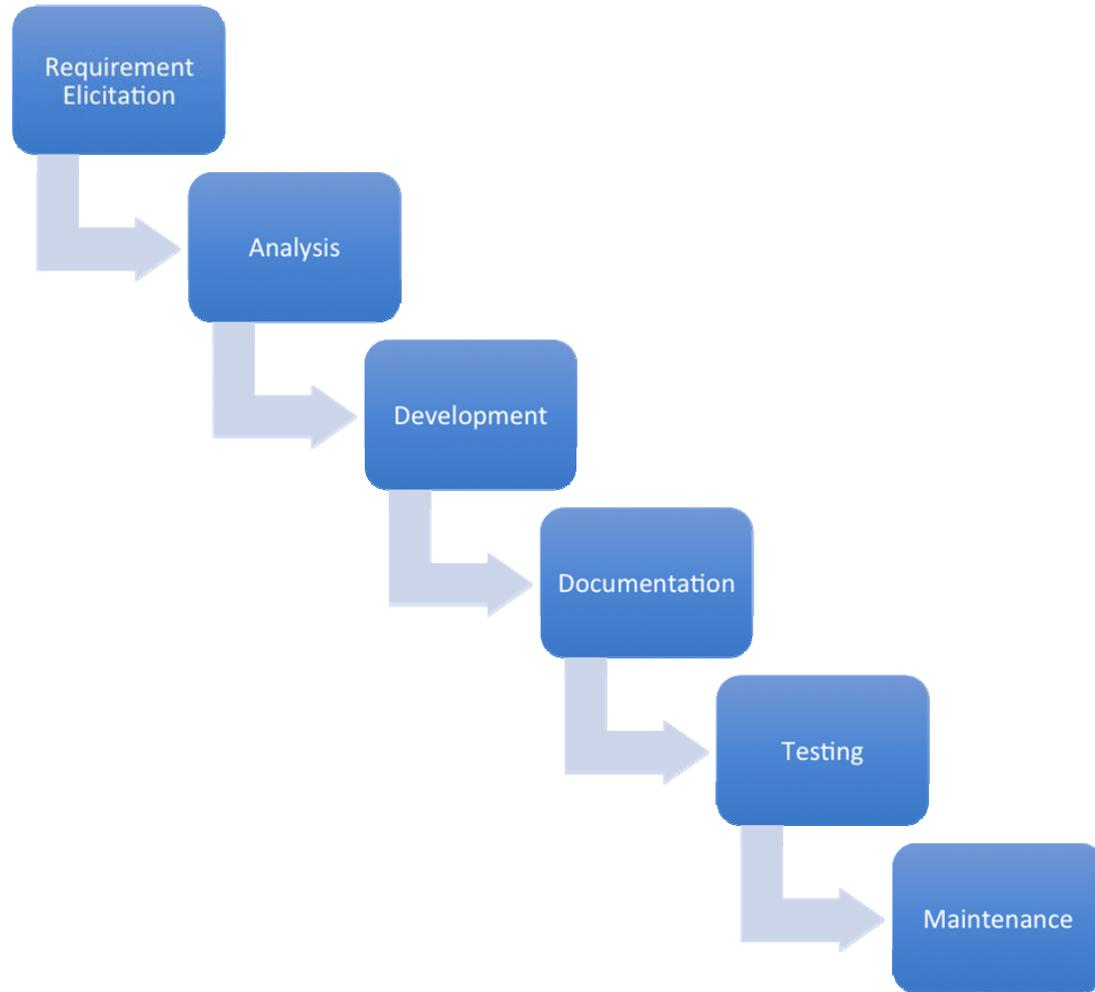 Requirement
Elicitation
Analysis
Development
Documentation
Testing
Maintenance